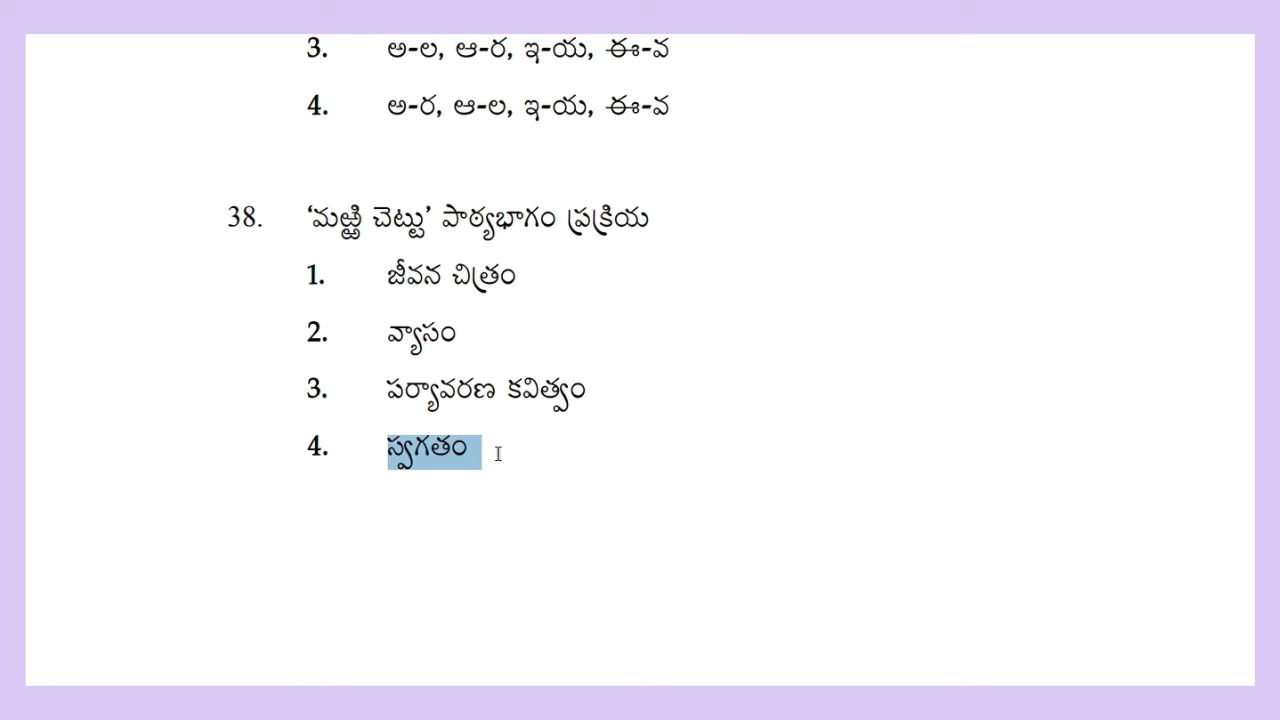 3. అ-ల, ఆ-ర, ఇ-య, ఈ-వ
4. అ-ర, ఆ-ల, ఇ-య, ఈ-వ
38. ‘మఱ్ఱి చెట్టు’ పాఠ్యభాగం ప్రక్రియ
1. జీవన చిత్రం
2. వ్యాసం
3. పర్యావరణ కవిత్వం
4. స్వగతం